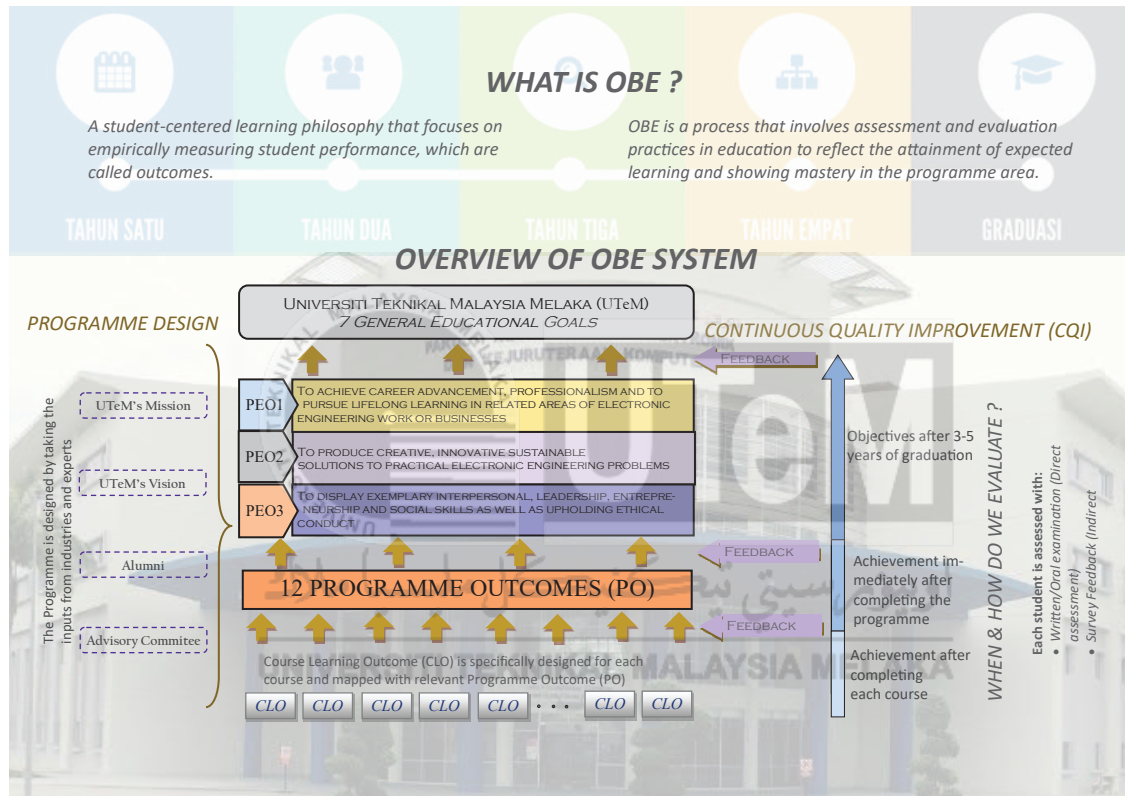 WHAT IS OBE ?
A student-centered learning philosophy that focuses on
empirically measuring student performance, which are
called outcomes.
OBE is a process that involves assessment and evaluation
practices in education to reflect the attainment of expected
learning and showing mastery in the programme area.
TAHUN SATU
TAHUN DUA
TAHUN TIGA
TAHUN EMPAT
GRADUASI
OVERVIEW OF OBE SYSTEM
PROGRAMME DESIGN
The Programme is designed by taking the
inputs from industries and experts
UTeM's Mission
UTeM's Vision
Alumni
Advisory Commitee
UNIVERSITI TEKNIKAL MALAYSIA MELAKA (UTeM)
7 GENERAL EDUCATIONAL GOALS
PEO1
TO ACHIEVE CAREER ADVANCEMENT, PROFESSIONALISM AND TO
PURSUE LIFELONG LEARNING IN RELATED AREAS OF ELECTRONIC
ENGINEERING WORK OR BUSINESSES
PEO2
TO PRODUCE CREATIVE, INNOVATIVE SUSTAINABLE
SOLUTIONS TO PRACTICAL ELECTRONIC ENGINEERING PROBLEMS
PEO3
TO DISPLAY EXEMPLARY INTERPERSONAL, LEADERSHIP, ENTREPRE-
NEURSHIP AND SOCIAL SKILLS AS WELL AS UPHOLDING ETHICAL
CONDUCT
12 PROGRAMME OUTCOMES (PO)
Course Learning Outcome (CLO) is specifically designed for each
course and mapped with relevant Programme Outcome (PO)
CLO
CLO
CLO
CLO
CLO
. . .
CLO
CLO
CONTINUOUS QUALITY IMPROVEMENT (CQI)
FEEDBACK
FEEDBACK
FEEDBACK
Objectives after 3-5
years of graduation
Achievement im-
mediately after
completing the
programme
Achievement after
completing
each course
WHEN & HOW DO WE EVALUATE ?
Each student is assessed with:
• Written/Oral examination (Direct
assessment)
• Survey Feedback (Indirect
UTeM
UNIVERSITI TEKNIKAL MALAYSIA MELAKA